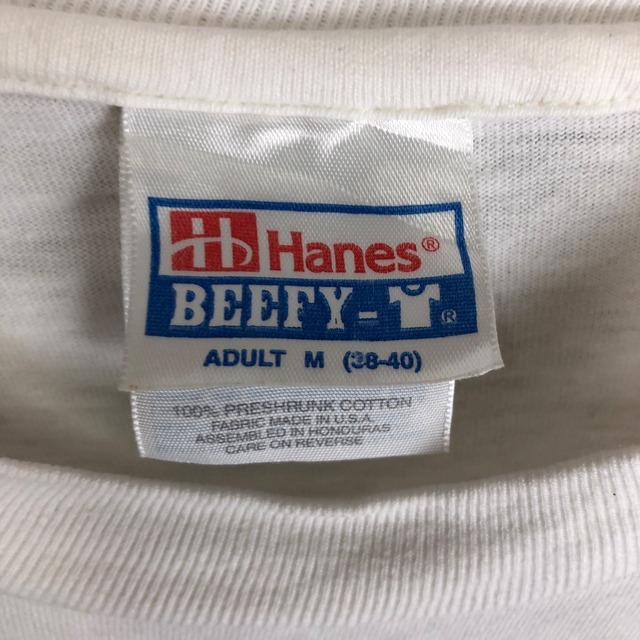 H Hanes®
BEEFY-T®
ADULT M (38-40)
100% PRESHRUNK COTTON
FABRIC MADE IN U.S.A.
ASSEMBLED IN HONDURAS
CARE ON REVERSE